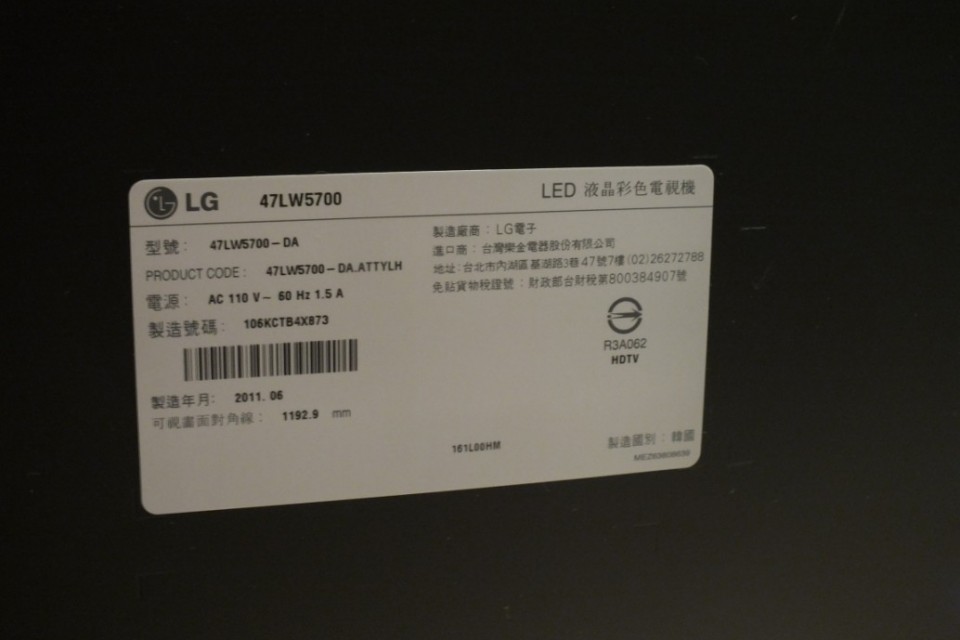 LG 47LW5700 LED 液晶彩色電視機
型號: 47LW5700-DA
PRODUCT CODE: 47LW5700-DA.ATTYLH
電源: AC 110 V~ 60 Hz 1.5 A
製造號碼: 106KCTB4X873
製造年月: 2011. 06
可視畫面對角線: 1192.9 mm
製造廠商: LG電子
進口商: 台灣樂金電器股份有限公司
地址: 台北市內湖區基湖路3巷47號7樓 (02)26272788
免貼貨物稅證號: 財政部台財稅第800384907號
R3A062
HDTV
161L00HM
製造國別: 韓國